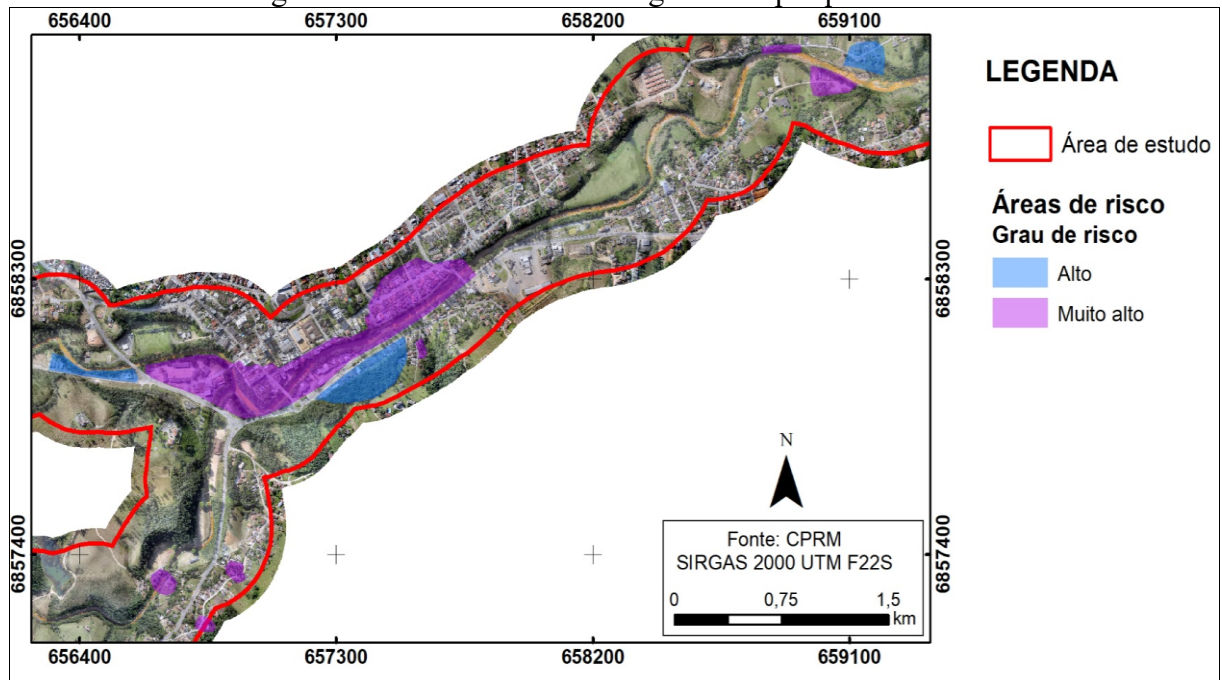 656400 657300 658200 659100
6858300
6857400
LEGENDA
Área de estudo
Áreas de risco
Grau de risco
Alto
Muito alto
6858300
6857400
N
Fonte: CPRM
SIRGAS 2000 UTM F22S
0 0,75 1,5
km
656400 657300 658200 659100